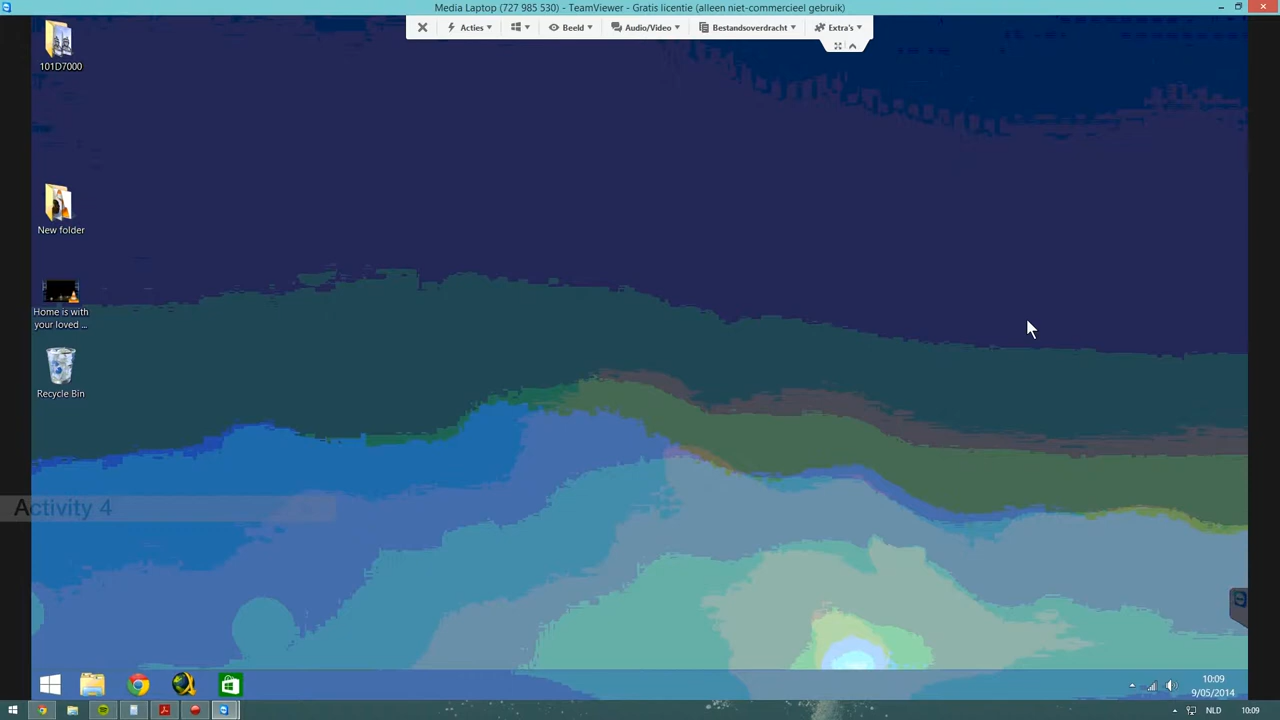 Media Laptop (727 985 530) - TeamViewer - Gratis licentie (alleen niet-commercieel gebruik)
Acties
Beeld
Audio/Video
Bestandsoverdracht
Extra's
101D7000
New folder
Home is with
your loved ...
Recycle Bin
Activity 4
10:09
9/05/2014
NLD
10:09